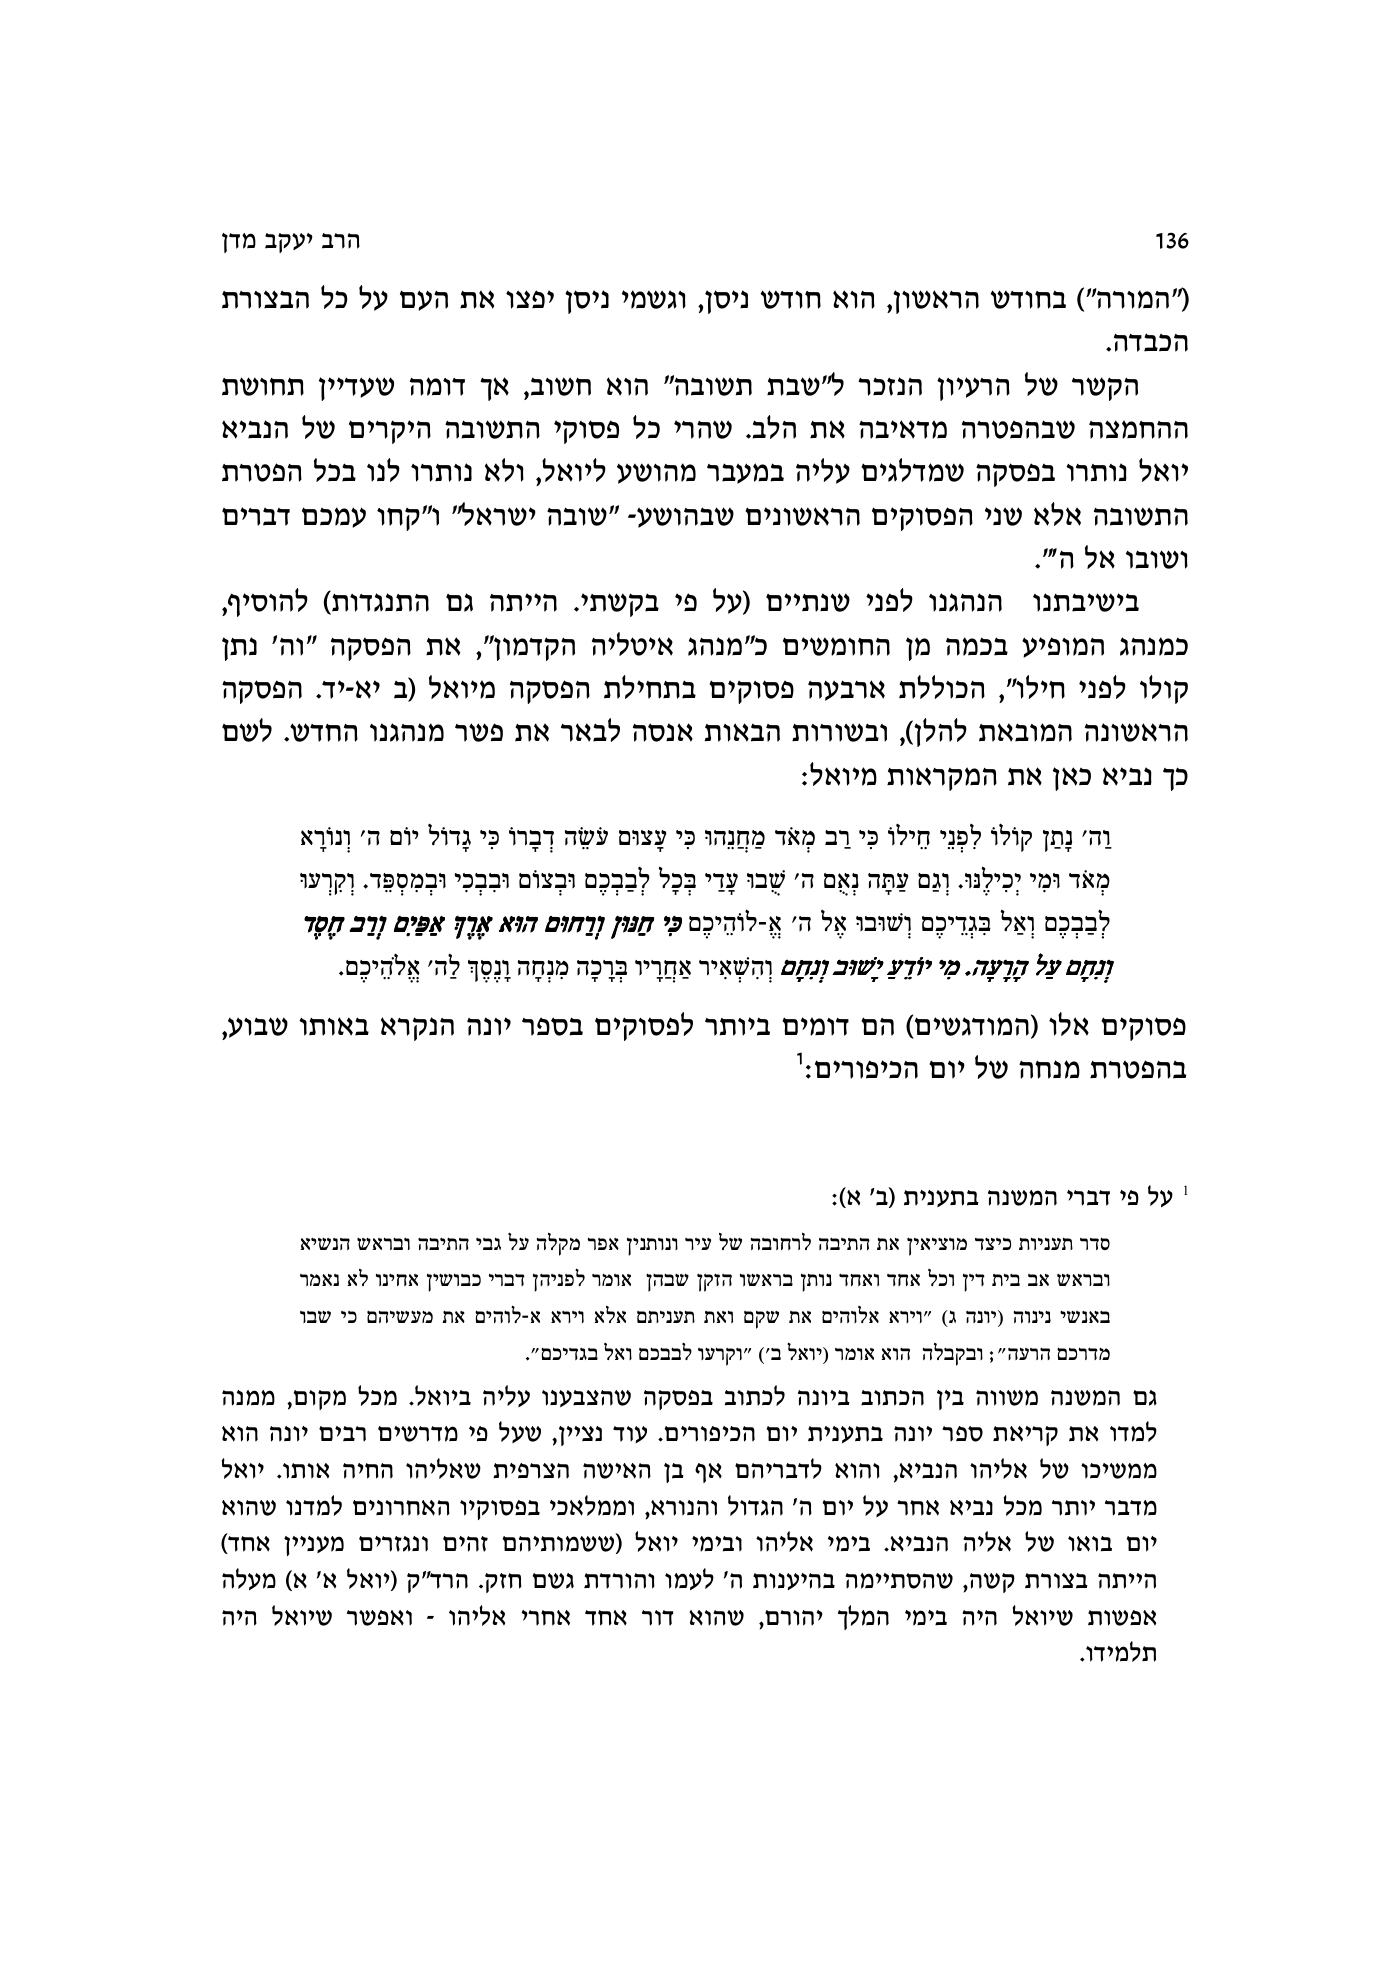 136 הרב יעקב מדן
("המורה") בחודש הראשון, הוא חודש ניסן, וגשמי ניסן יפצו את העם על כל הבצורת
הכבדה.
הקשר של הרעיון הנזכר ל"שבת תשובה" הוא חשוב, אך דומה שעדיין תחושת
ההחמצה שבהפטרה מדאיבה את הלב. שהרי כל פסוקי התשובה היקרים של הנביא
יואל נותרו בפסקה שמדלגים עליה במעבר מהושע ליואל, ולא נותרו לנו בכל הפטרת
התשובה אלא שני הפסוקים הראשונים שבהושע- "שובה ישראל" ו"קחו עמכם דברים
ושובו אל ה'".
בישיבתנו הנהגנו לפני שנתיים (על פי בקשתי. הייתה גם התנגדות) להוסיף,
כמנהג המופיע בכמה מן החומשים כ"מנהג איטליה הקדמון", את הפסקה "וה' נתן
קולו לפני חילו", הכוללת ארבעה פסוקים בתחילת הפסקה מיואל (ב יא-יד. הפסקה
הראשונה המובאת להלן), ובשורות הבאות אנסה לבאר את פשר מנהגנו החדש. לשם
כך נביא כאן את המקראות מיואל:
וַה' נָתַן קוֹלוֹ לִפְנֵי חֵילוֹ כִּי רַב מְאֹד מַחֲנֵהוּ כִּי עָצוּם עֹשֵׂה דְבָרוֹ כִּי גָדוֹל יוֹם ה' וְנוֹרָא
מְאֹד וּמִי יְכִילֶנּוּ. וְגַם עַתָּה נְאֻם ה' שֻׁבוּ עָדַי בְּכָל לְבַבְכֶם וּבְצוֹם וּבִבְכִי וּבְמִסְפֵּד. וְקִרְעוּ
לְבַבְכֶם וְאַל בִּגְדֵיכֶם וְשׁוּבוּ אֶל ה' אֱ-לוֹהֵיכֶם כִּי חַנּוּן וְרַחוּם הוּא אֶרֶךְ אַפַּיִם וְרַב חֶסֶד
וְנִחָם עַל הָרָעָה. מִי יוֹדֵעַ יָשׁוּב וְנִחָם וְהִשְׁאִיר אַחֲרָיו בְּרָכָה מִנְחָה וָנֶסֶךְ לַה' אֱלֹהֵיכֶם.
פסוקים אלו (המודגשים) הם דומים ביותר לפסוקים בספר יונה הנקרא באותו שבוע,
בהפטרת מנחה של יום הכיפורים:1
1 על פי דברי המשנה בתענית (ב' א):
סדר תעניות כיצד מוציאין את התיבה לרחובה של עיר ונותנין אפר מקלה על גבי התיבה ובראש הנשיא
ובראש אב בית דין וכל אחד ואחד נותן בראשו הזקן שבהן אומר לפניהן דברי כבושין אחינו לא נאמר
באנשי נינוה (יונה ג) "וירא אלוהים את שקם ואת תעניתם אלא וירא א-לוהים את מעשיהם כי שבו
מדרכם הרעה"; ובקבלה הוא אומר (יואל ב') "וקרעו לבבכם ואל בגדיכם".
גם המשנה משווה בין הכתוב ביונה לכתוב בפסקה שהצבענו עליה ביואל. מכל מקום, ממנה
למדו את קריאת ספר יונה בתענית יום הכיפורים. עוד נציין, שעל פי מדרשים רבים יונה הוא
ממשיכו של אליהו הנביא, והוא לדבריהם אף בן האישה הצרפית שאליהו החיה אותו. יואל
מדבר יותר מכל נביא אחר על יום ה' הגדול והנורא, וממלאכי בפסוקיו האחרונים למדנו שהוא
יום בואו של אליה הנביא. בימי אליהו ובימי יואל (ששמותיהם זהים ונגזרים מעניין אחד)
הייתה בצורת קשה, שהסתיימה בהיענות ה' לעמו והורדת גשם חזק. הרד"ק (יואל א' א) מעלה
אפשות שיואל היה בימי המלך יהורם, שהוא דור אחד אחרי אליהו - ואפשר שיואל היה
תלמידו.